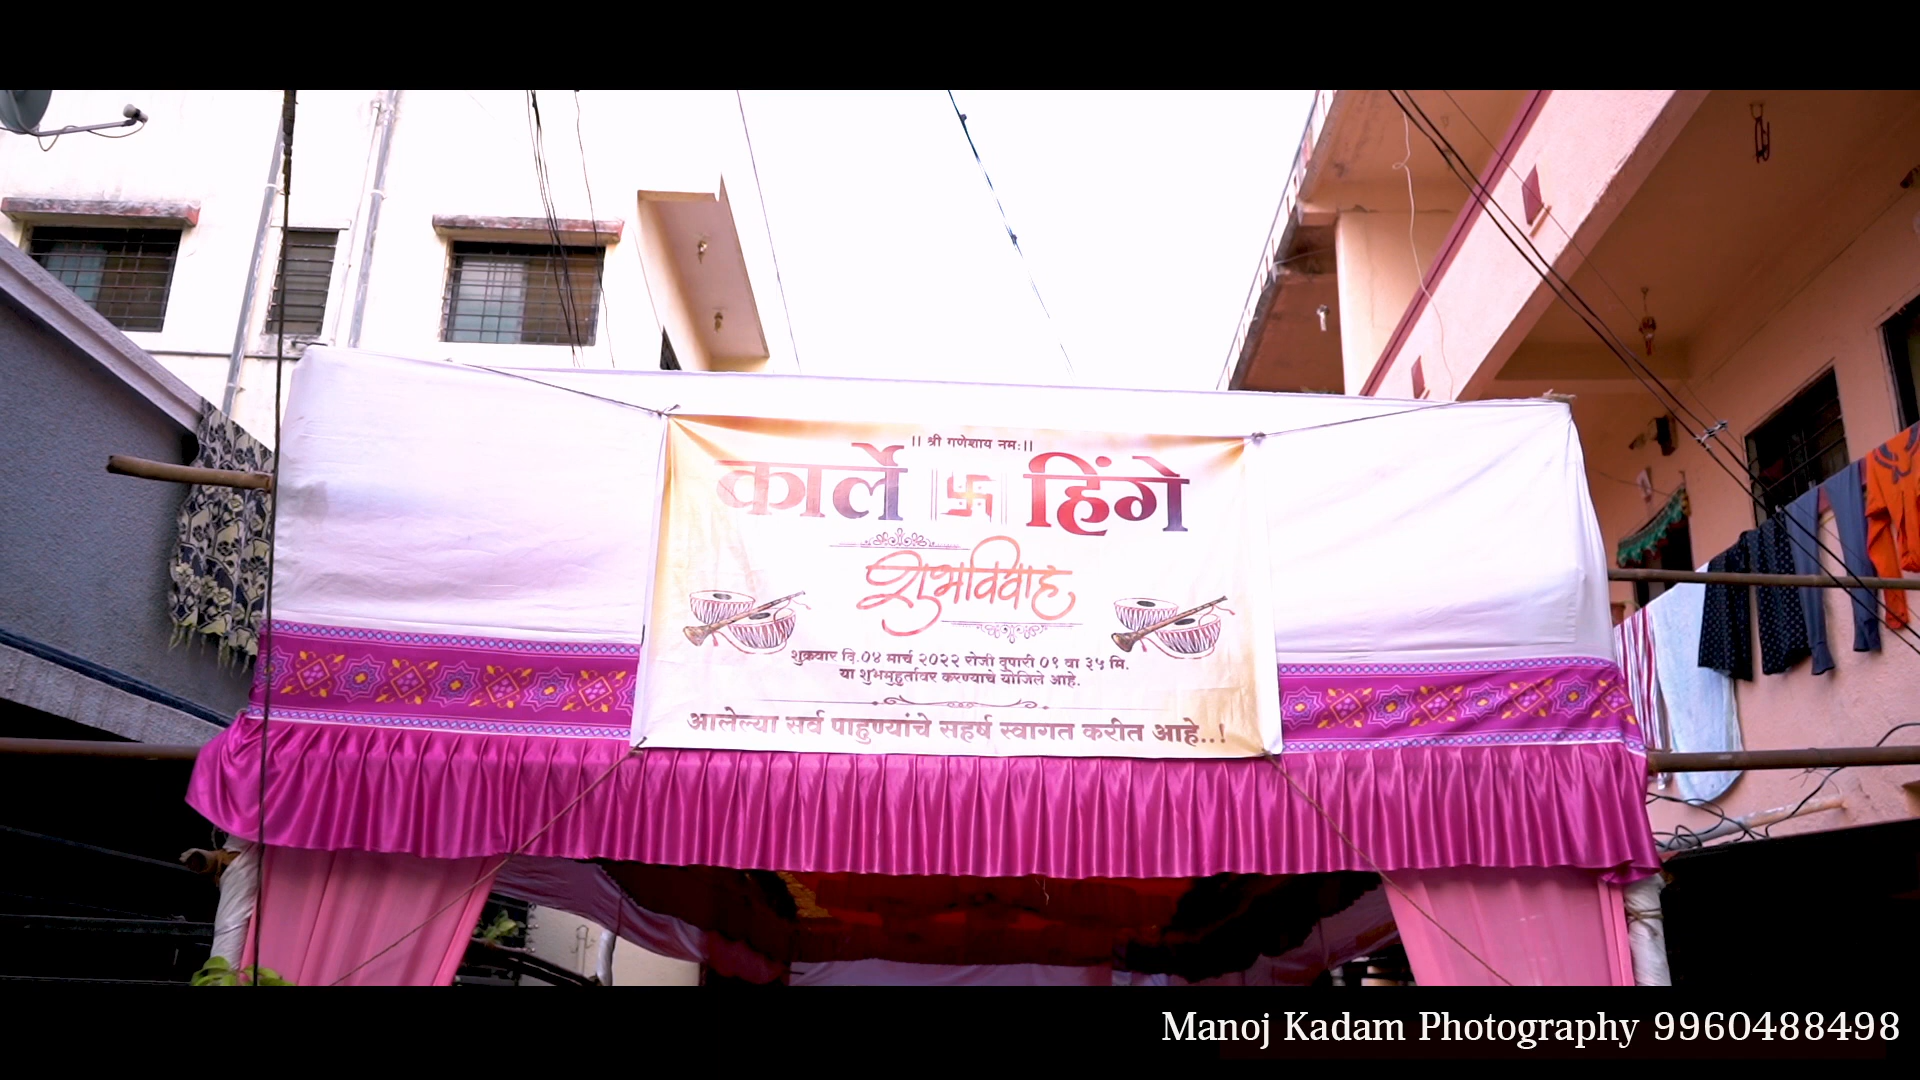 ।। श्री गणेशाय नमः।।
कार्ले 卐 हिंगे
शुभविवाह
शुक्रवार दि.०४ मार्च २०२२ रोजी दुपारी ०१ वा ३५ मि.
या शुभमुहुर्तावर करण्याचे योजिले आहे.
आलेल्या सर्व पाहुण्यांचे सहर्ष स्वागत करीत आहे..!
Manoj Kadam Photography 9960488498